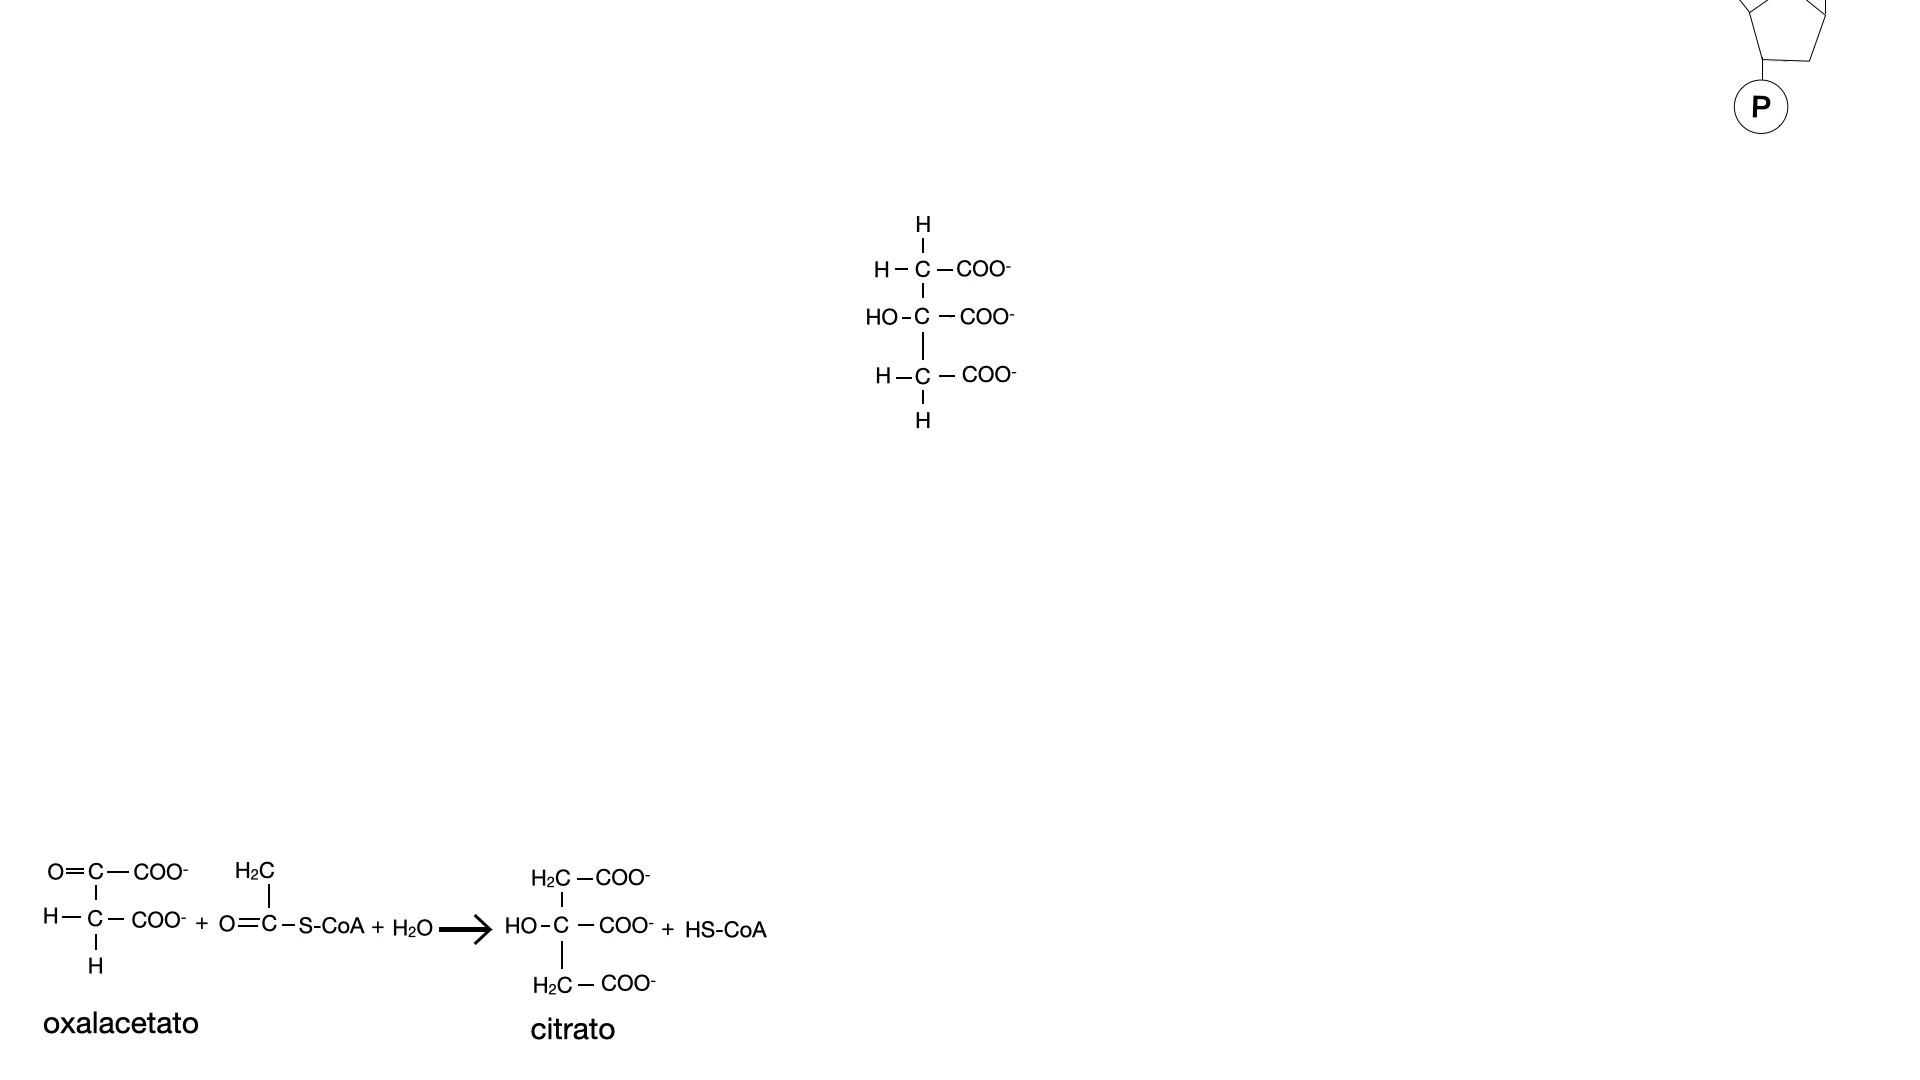 P
H
H – C – COO-
HO - C – COO-
H – C – COO-
H
O=C – COO-
H – C – COO-
H
+
H2C
O=C – S-CoA + H2O
H2C – COO-
HO - C – COO-
H2C – COO-
+ HS-CoA
oxalacetato
citrato